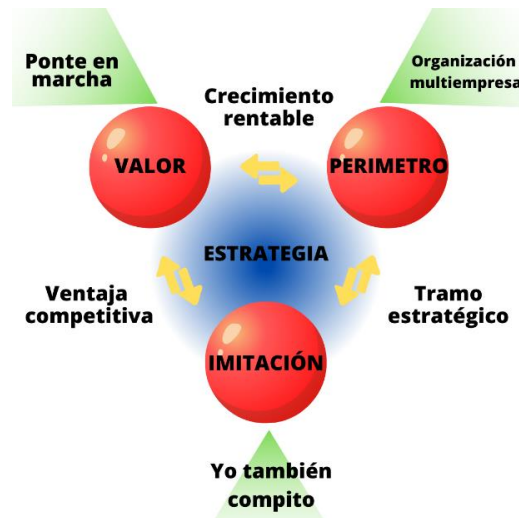 Ponte en
marcha
Organización
multiempresa
Crecimiento
rentable
VALOR
PERIMETRO
ESTRATEGIA
Ventaja
competitiva
Tramo
estratégico
IMITACIÓN
Yo también
compito